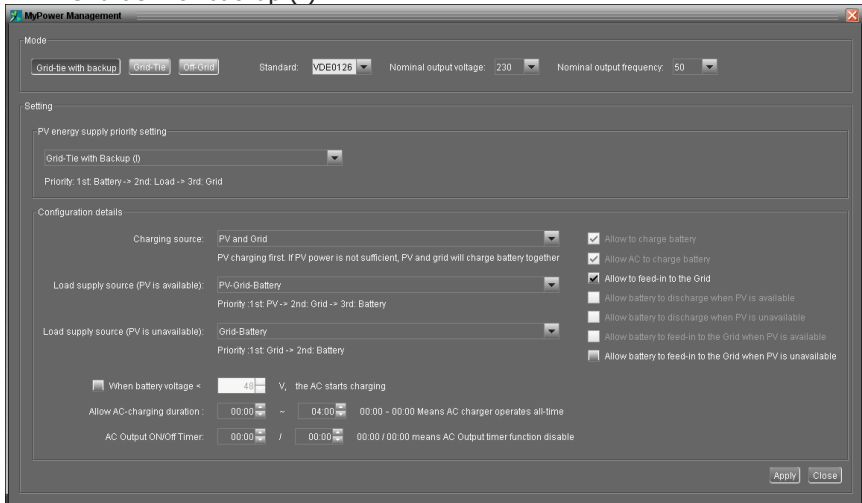 MyPower Management
Mode
Grid-tie with backup Grid-Tie Off-Grid Standard: VDE0126 Nominal output voltage: 230 Nominal output frequency: 50
Setting
PV energy supply priority setting
Grid-Tie with Backup (I)
Priority: 1st: Battery -> 2nd: Load -> 3rd: Grid
Configuration details
Charging source: PV and Grid Allow to charge battery
PV charging first. If PV power is not sufficient, PV and grid will charge battery together Allow AC to charge battery
Allow to feed-in to the Grid
Load supply source (PV is available): PV-Grid-Battery
Priority :1st: PV -> 2nd: Grid -> 3rd: Battery Allow battery to discharge when PV is available
Allow battery to discharge when PV is unavailable
Load supply source (PV is unavailable): Grid-Battery Allow battery to feed-in to the Grid when PV is available
Priority :1st: Grid -> 2nd: Battery Allow battery to feed-in to the Grid when PV is unavailable
When battery voltage < 48 V, the AC starts charging
Allow AC-charging duration : 00:00 ~ 04:00 00:00 - 00:00 Means AC charger operates all-time
AC Output ON/Off Timer: 00:00 / 00:00 00:00 / 00:00 means AC Output timer function disable
Apply Close